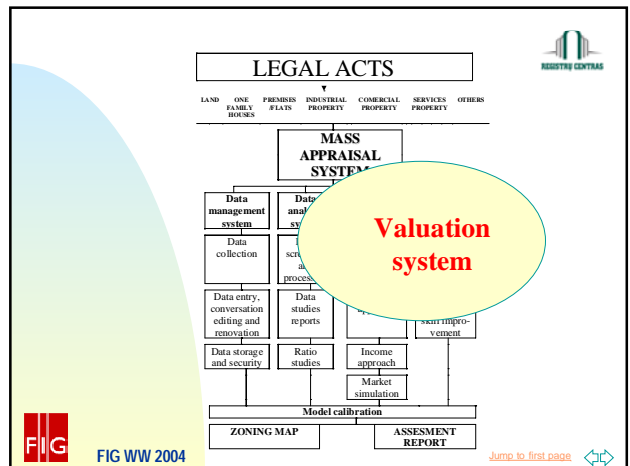 LEGAL ACTS
REGISTRŲ CENTRAS
LAND ONE FAMILY HOUSES PREMISES /FLATS INDUSTRIAL PROPERTY COMERCIAL PROPERTY SERVICES PROPERTY OTHERS
MASS
APPRAISAL
SYSTEM
Data
management
system
Data
Valuation
system
Data
collection
Data entry,
conversation
editing and
renovation
Data
studies
reports
skill impro-
vement
Data storage
and security
Ratio
studies
Income
approach
Market
simulation
Model calibration
ZONING MAP
ASSESMENT
REPORT
FIG
FIG WW 2004
Jump to first page